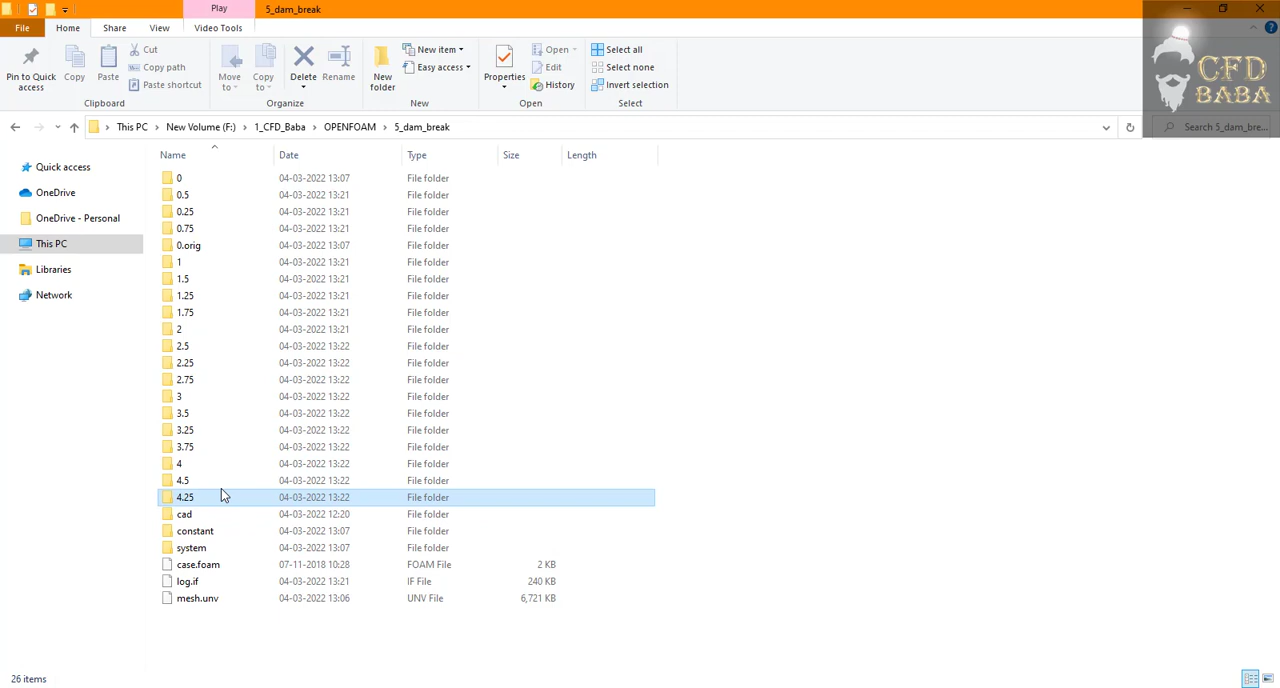 Play
5_dam_break
File
Home
Share
View
Video Tools
Pin to Quick access
Copy
Paste
Cut
Copy path
Paste shortcut
Clipboard
Move to
Copy to
Delete
Rename
Organize
New folder
New item
Easy access
New
Properties
Open
Edit
History
Open
Select all
Select none
Invert selection
Select
CFD
BABA
This PC > New Volume (F:) > 1_CFD_Baba > OPENFOAM > 5_dam_break
Search 5_dam_bre...
Quick access
OneDrive
OneDrive - Personal
This PC
Libraries
Network
Name Date Type Size Length
0 04-03-2022 13:07 File folder
0.5 04-03-2022 13:21 File folder
0.25 04-03-2022 13:21 File folder
0.75 04-03-2022 13:21 File folder
0.orig 04-03-2022 13:07 File folder
1 04-03-2022 13:21 File folder
1.5 04-03-2022 13:21 File folder
1.25 04-03-2022 13:21 File folder
1.75 04-03-2022 13:21 File folder
2 04-03-2022 13:21 File folder
2.5 04-03-2022 13:22 File folder
2.25 04-03-2022 13:22 File folder
2.75 04-03-2022 13:22 File folder
3 04-03-2022 13:22 File folder
3.5 04-03-2022 13:22 File folder
3.25 04-03-2022 13:22 File folder
3.75 04-03-2022 13:22 File folder
4 04-03-2022 13:22 File folder
4.5 04-03-2022 13:22 File folder
4.25 04-03-2022 13:22 File folder
cad 04-03-2022 12:20 File folder
constant 04-03-2022 13:07 File folder
system 04-03-2022 13:07 File folder
case.foam 07-11-2018 10:28 FOAM File 2 KB
log.if 04-03-2022 13:21 IF File 240 KB
mesh.unv 04-03-2022 13:06 UNV File 6,721 KB
26 items